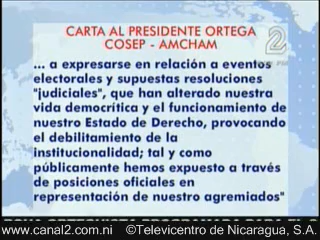 CARTA AL PRESIDENTE ORTEGA
COSEP - AMCHAM
2
... a expresarse en relación a eventos
electorales y supuestas resoluciones
"judiciales", que han alterado nuestra
vida democrítica y el funcionamiento de
nuestro Estado de Derecho, provocando
el debilitamiento de la
institucionalidad; tal y como
públicamente hemos expuesto a través
de posiciones oficiales en
representación de nuestro agremiados"
www.canal2.com.ni ©Televicentro de Nicaragua, S.A.